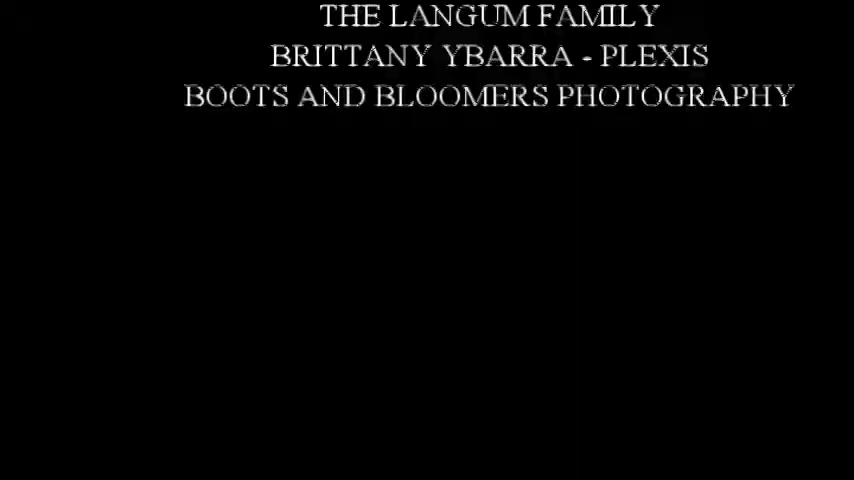 THE LANGUM FAMILY
BRITTANY YBARRA - PLEXIS
BOOTS AND BLOOMERS PHOTOGRAPHY